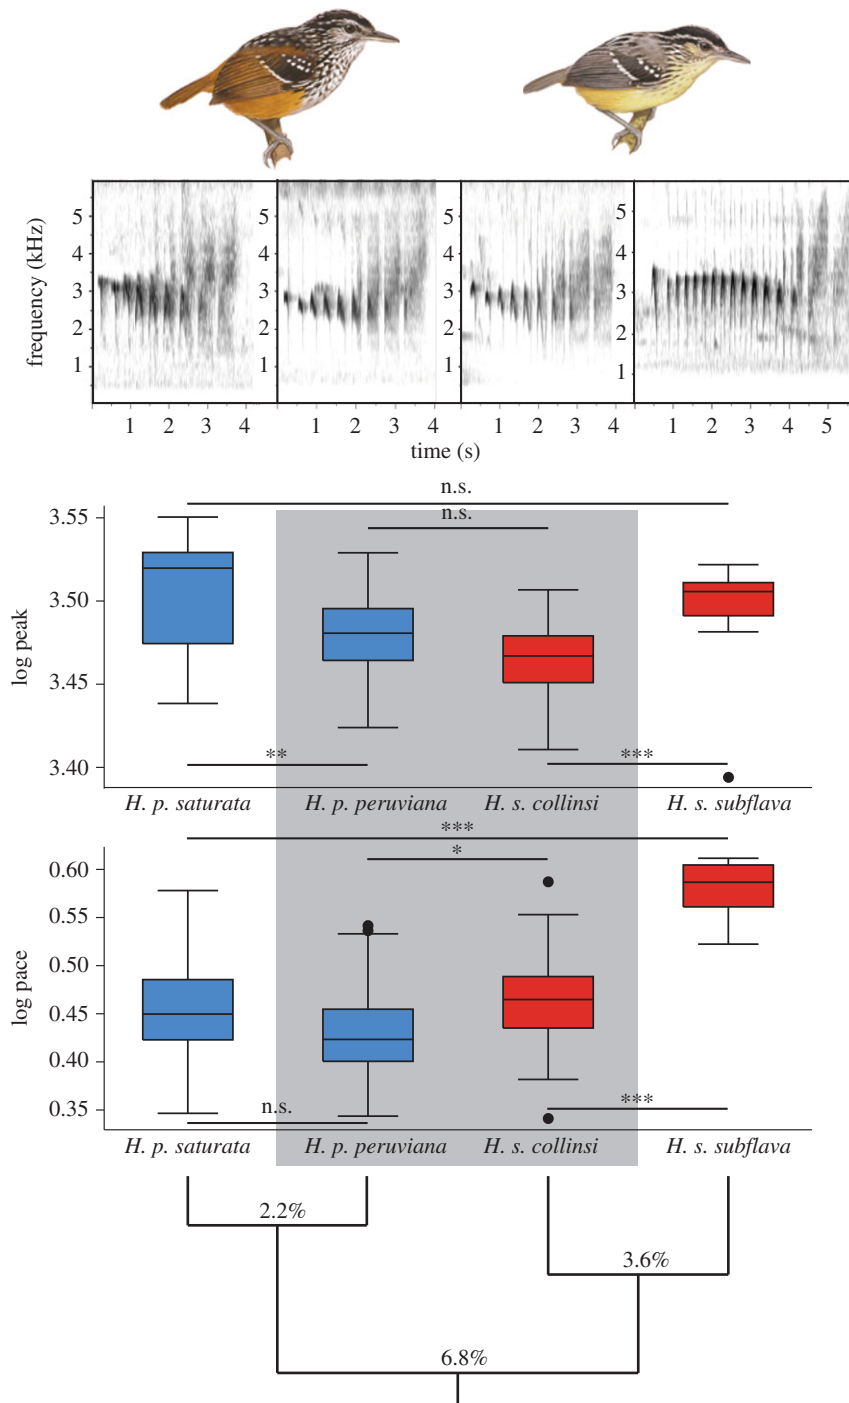 frequency (kHz)
5
4
3
2
1
5
4
3
2
1
5
4
3
2
1
5
4
3
2
1
1 2 3 4
1 2 3 4
1 2 3 4
1 2 3 4 5
time (s)
n.s.
n.s.
log peak
3.55
3.50
3.45
3.40
**
***
H. p. saturata
H. p. peruviana
H. s. collinsi
H. s. subflava
***
*
log pace
0.60
0.55
0.50
0.45
0.40
0.35
n.s.
***
H. p. saturata
H. p. peruviana
H. s. collinsi
H. s. subflava
2.2%
3.6%
6.8%